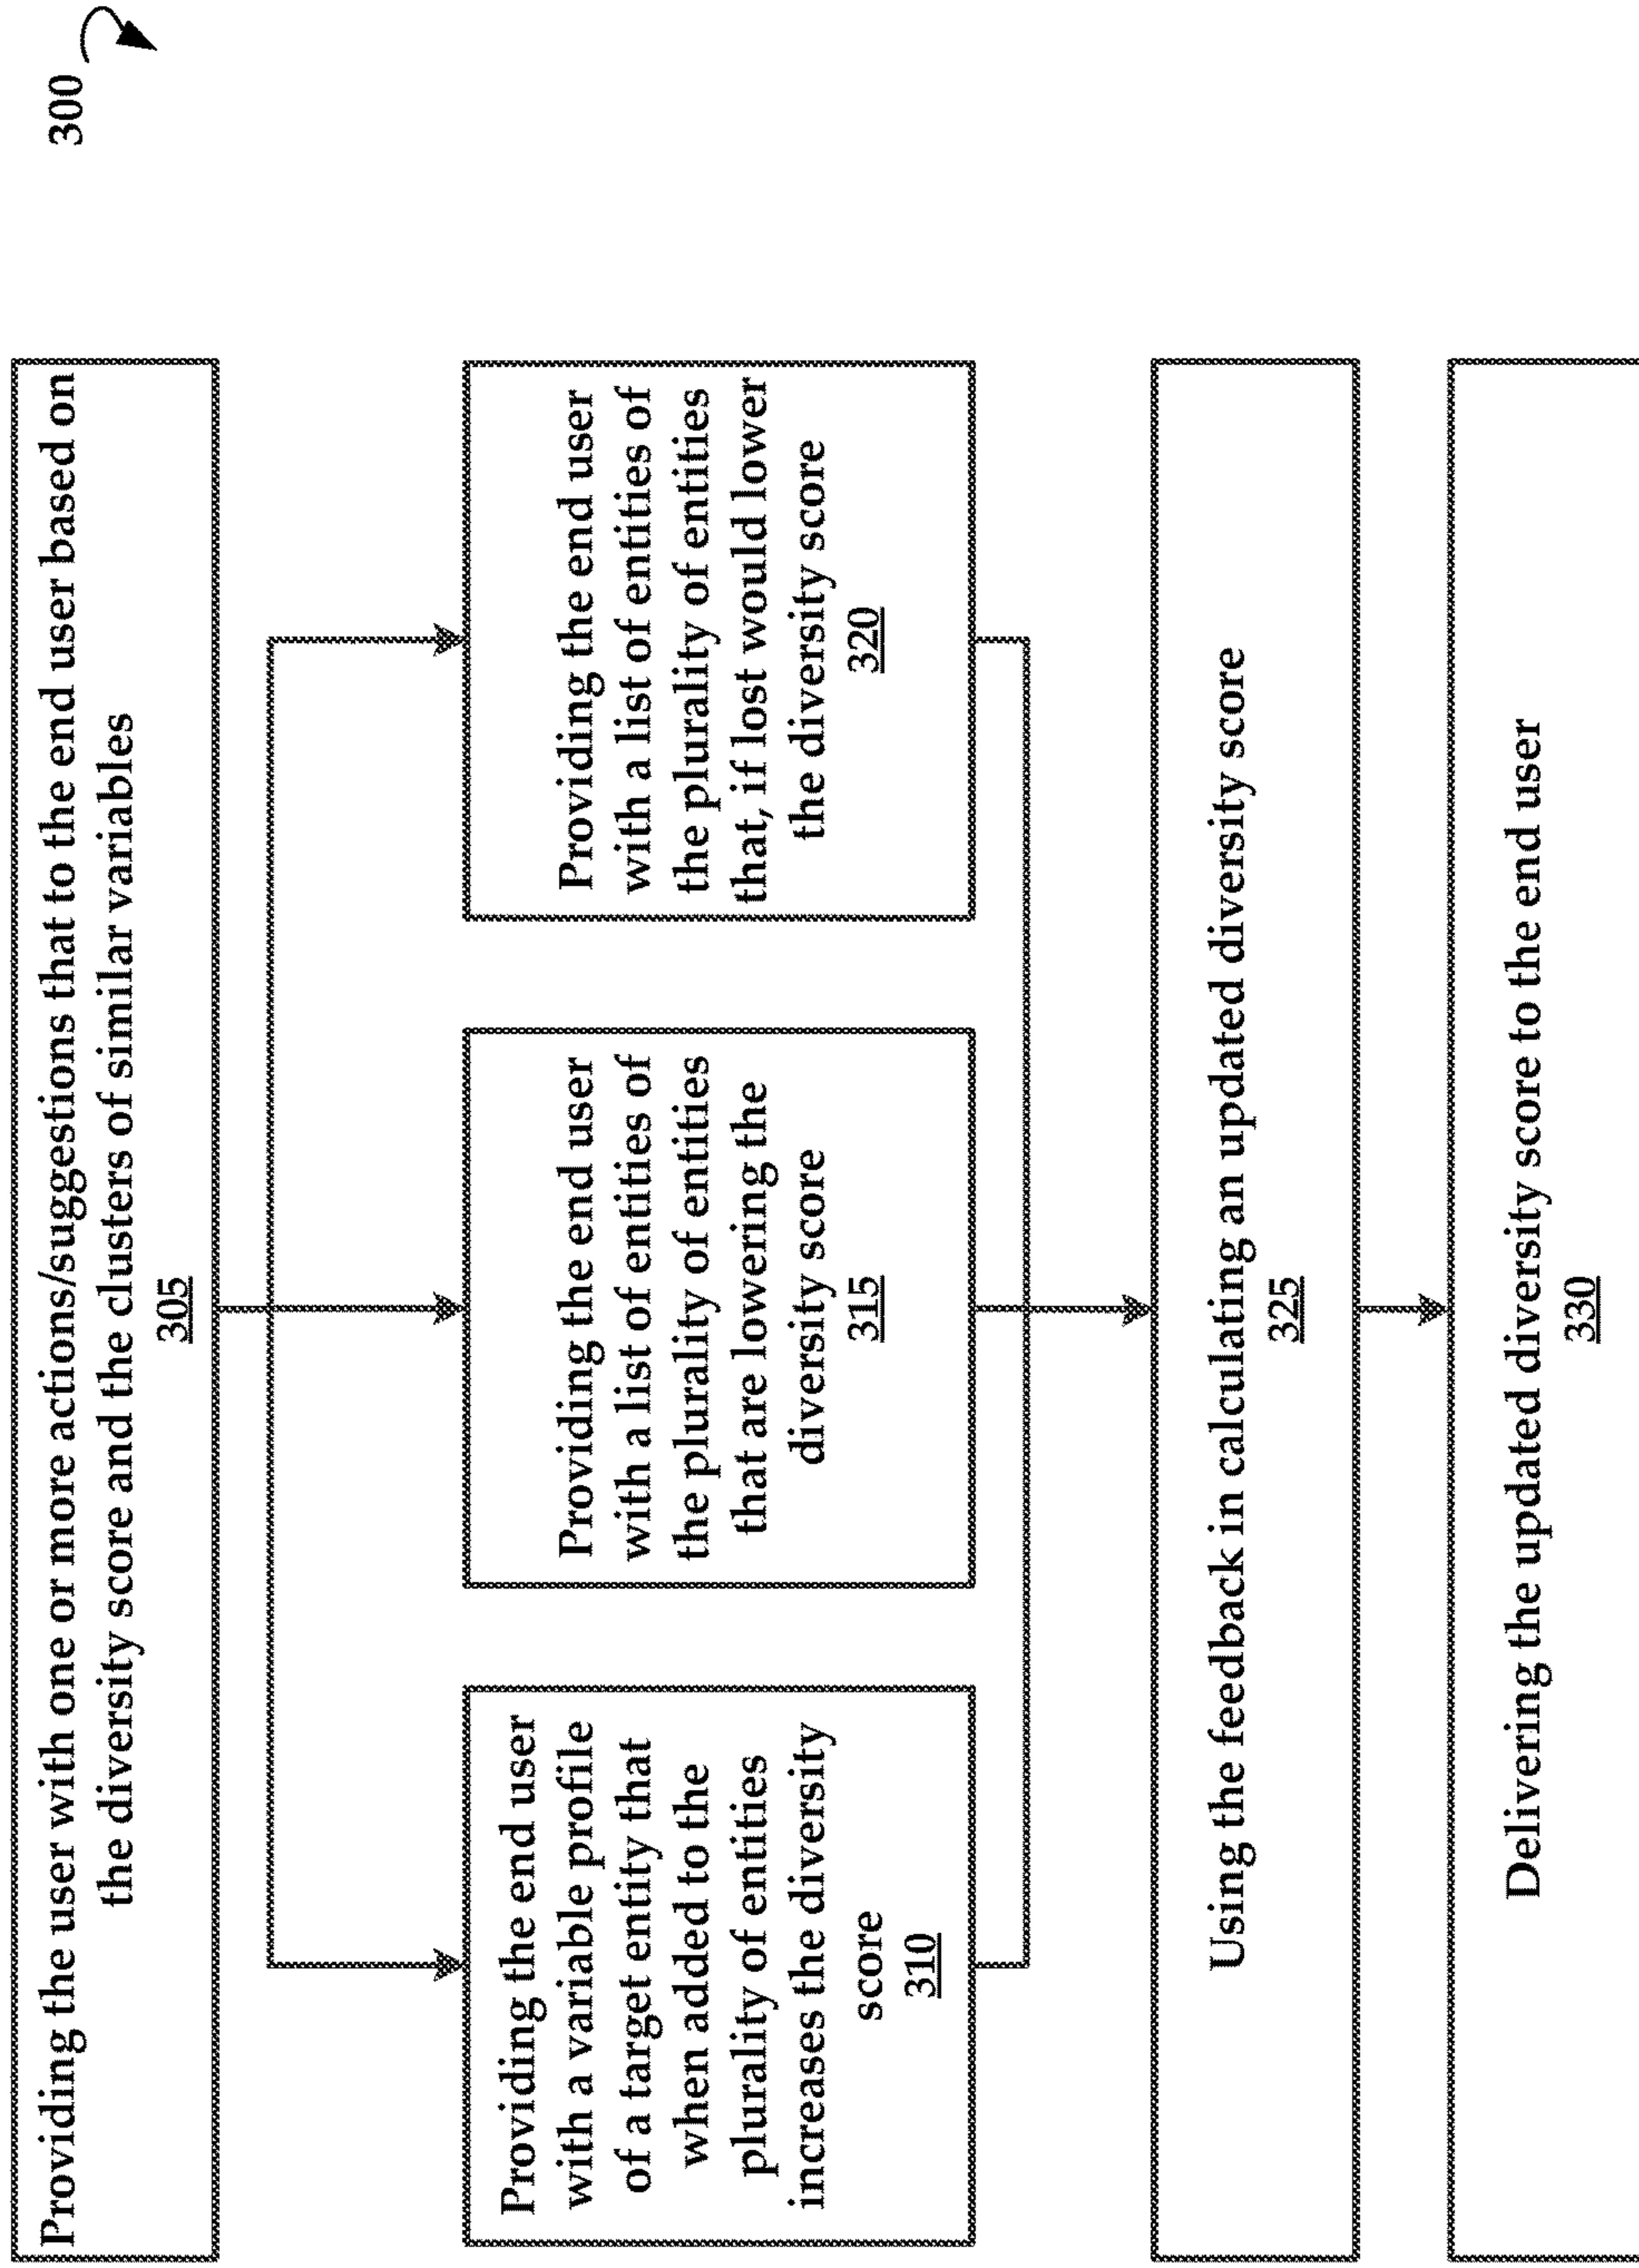 300
Providing the user with one or more actions/suggestions that to the end user based on
the diversity score and the clusters of similar variables
305
Providing the end user
with a variable profile
of a target entity that
when added to the
plurality of entities
increases the diversity
score
310
Providing the end user
with a list of entities of
the plurality of entities
that are lowering the
diversity score
315
Providing the end user
with a list of entities of
the plurality of entities
that, if lost would lower
the diversity score
320
Using the feedback in calculating an updated diversity score
325
Delivering the updated diversity score to the end user
330